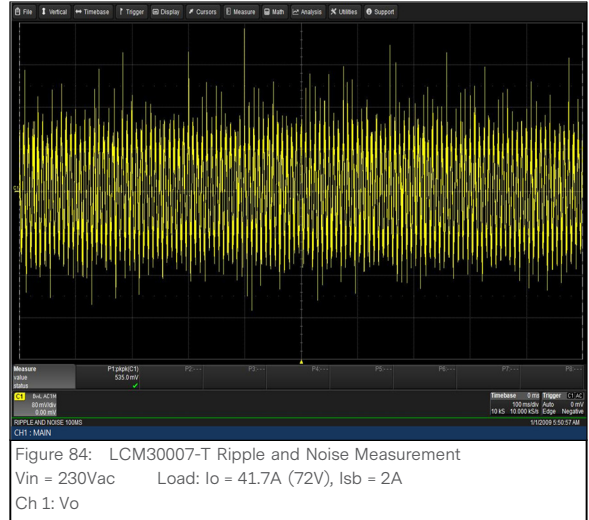 File Vertical Timebase Trigger Display Cursors Measure Math Analysis Utilities Support
Measure P1:pkpk(C1) P2:--- P3:--- P4:--- P5:--- P6:--- P7:--- P8:---
value 535.0 mV
status
C1 BwL AC1M
80 mV/div
0.00 mV
Timebase 0 ms Trigger C1 AC
100 ms/div Auto 0 mV
10 kS 10.000 kS/s Edge Negative
RIPPLE AND NOISE 100MS 1/1/2009 5:50:57 AM
CH1 : MAIN
Figure 84: LCM30007-T Ripple and Noise Measurement
Vin = 230Vac Load: Io = 41.7A (72V), Isb = 2A
Ch 1: Vo